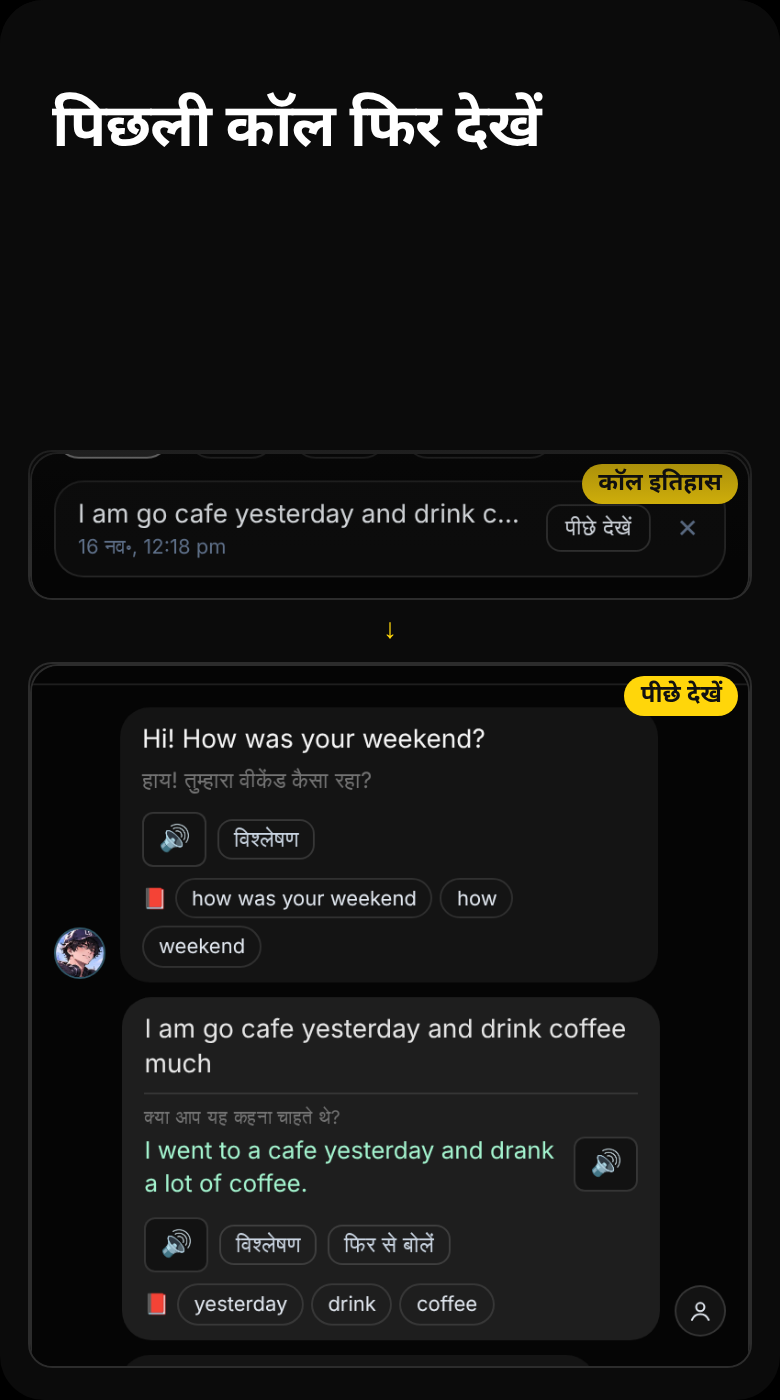 पिछली कॉल फिर देखें
कॉल इतिहास
I am go cafe yesterday and drink c...
पीछे देखें
16 नव॰, 12:18 pm
↓
पीछे देखें
Hi! How was your weekend?
हाय! तुम्हारा वीकेंड कैसा रहा?
विश्लेषण
how was your weekend
how
weekend
I am go cafe yesterday and drink coffee
much
क्या आप यह कहना चाहते थे?
I went to a cafe yesterday and drank
a lot of coffee.
विश्लेषण
फिर से बोलें
yesterday
drink
coffee